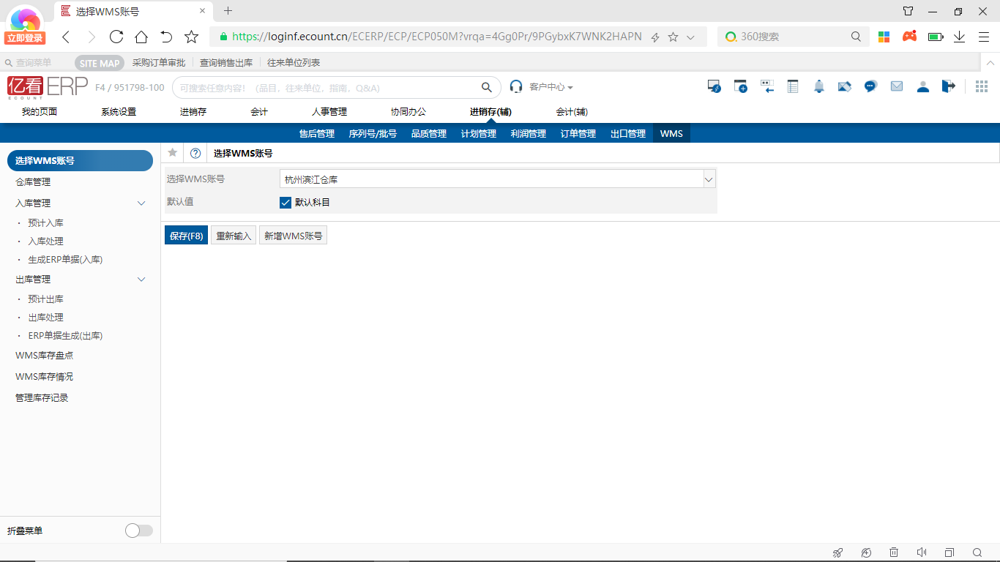 选择WMS账号
立即登录
https://loginf.ecount.cn/ECERP/ECP/ECP050M?vrqa=4Gg0Pr/9PGybxK7WNK2HAPN
360搜索
查询菜单 SITE MAP 采购订单审批 查询销售出库 往来单位列表
亿看 ERP ECOUNT F4 / 951798-100 可搜索任意内容! (品目, 往来单位, 指南, Q&A) 客户中心
我的页面 系统设置 进销存 会计 人事管理 协同办公 进销存(辅) 会计(辅)
售后管理 序列号/批号 品质管理 计划管理 利润管理 订单管理 出口管理 WMS
选择WMS账号
仓库管理
入库管理
· 预计入库
· 入库处理
· 生成ERP单据(入库)
出库管理
· 预计出库
· 出库处理
· ERP单据生成(出库)
WMS库存盘点
WMS库存情况
管理库存记录
折叠菜单
选择WMS账号
选择WMS账号 杭州滨江仓库
默认值 默认科目
保存(F8) 重新输入 新增WMS账号